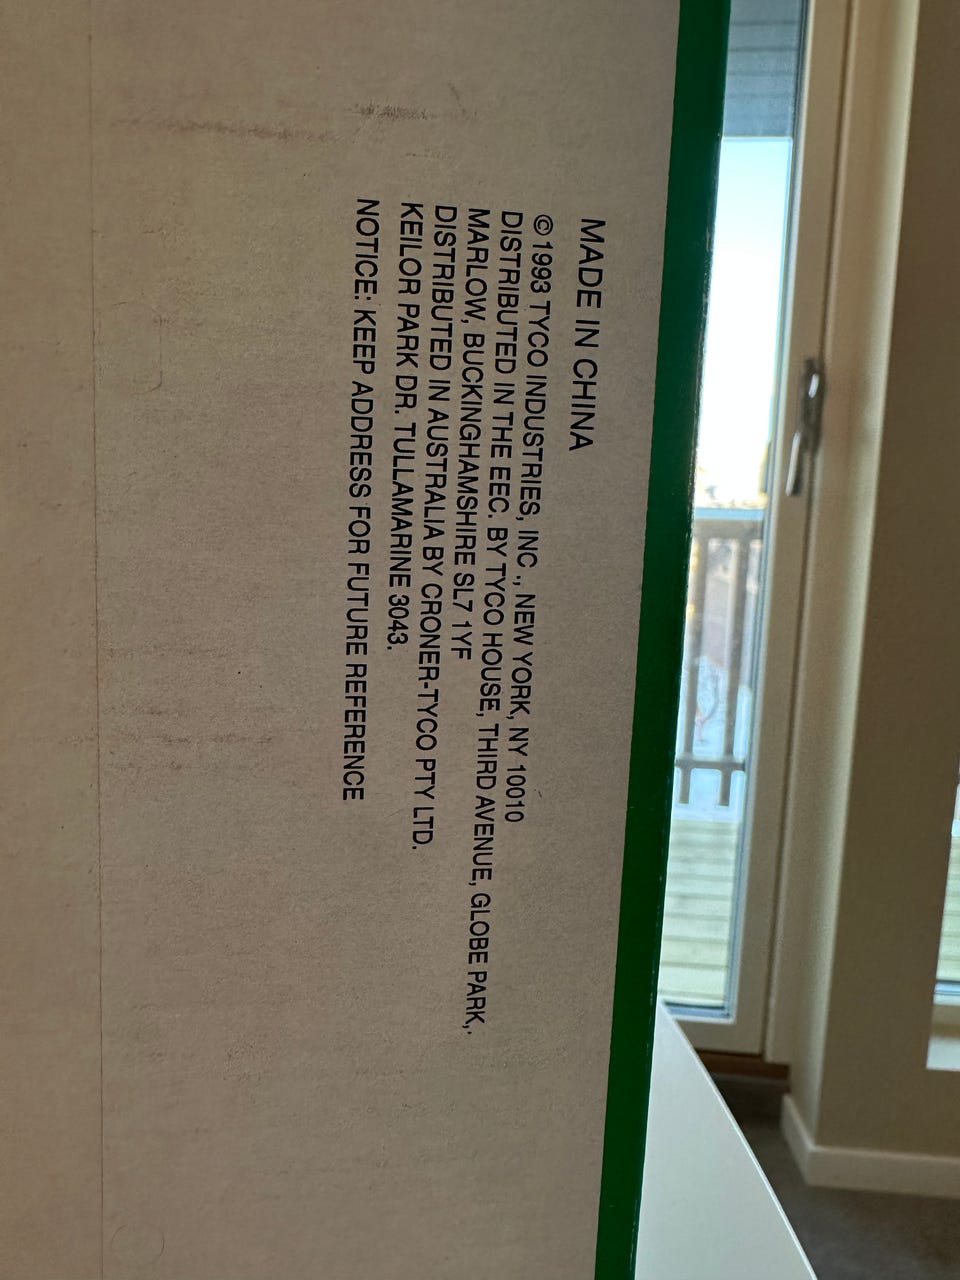 MADE IN CHINA
© 1993 TYCO INDUSTRIES, INC ., NEW YORK, NY 10010
DISTRIBUTED IN THE EEC. BY TYCO HOUSE, THIRD AVENUE, GLOBE PARK,.
MARLOW, BUCKINGHAMSHIRE SL7 1YF
DISTRIBUTED IN AUSTRALIA BY CRONER-TYCO PTY LTD.
KEILOR PARK DR. TULLAMARINE 3043.
NOTICE: KEEP ADDRESS FOR FUTURE REFERENCE